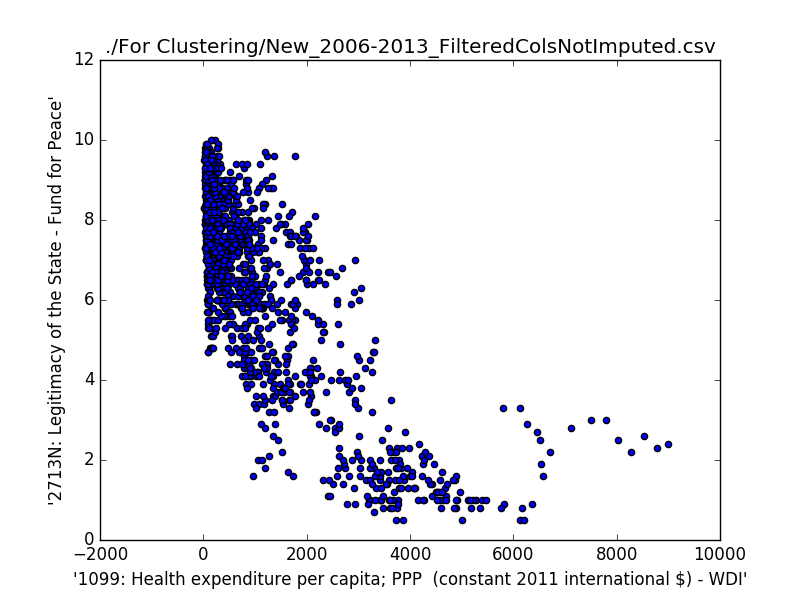 ./For Clustering/New_2006-2013_FilteredColsNotImputed.csv
'2713N: Legitimacy of the State - Fund for Peace'
12
10
8
6
4
2
0
−2000 0 2000 4000 6000 8000 10000
'1099: Health expenditure per capita; PPP (constant 2011 international $) - WDI'